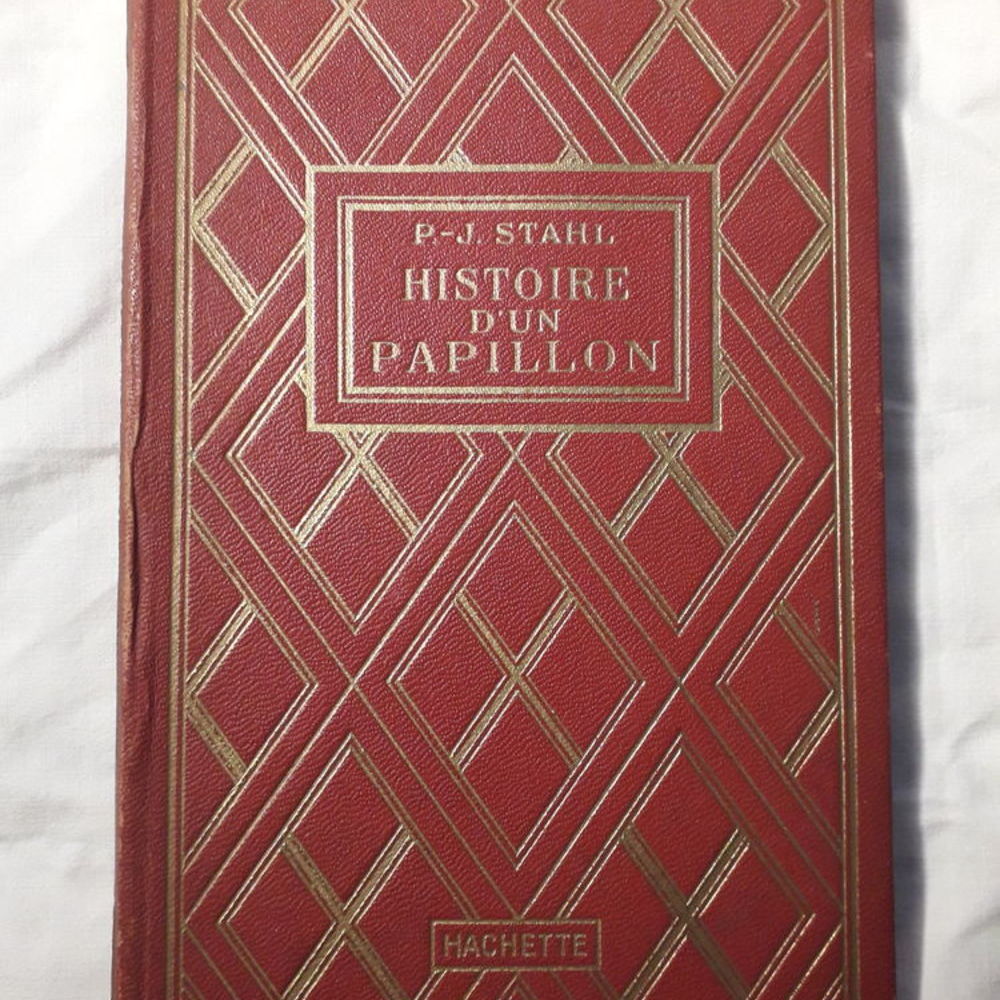 P.-J. STAHL
HISTOIRE
D'UN
PAPILLON
HACHETTE